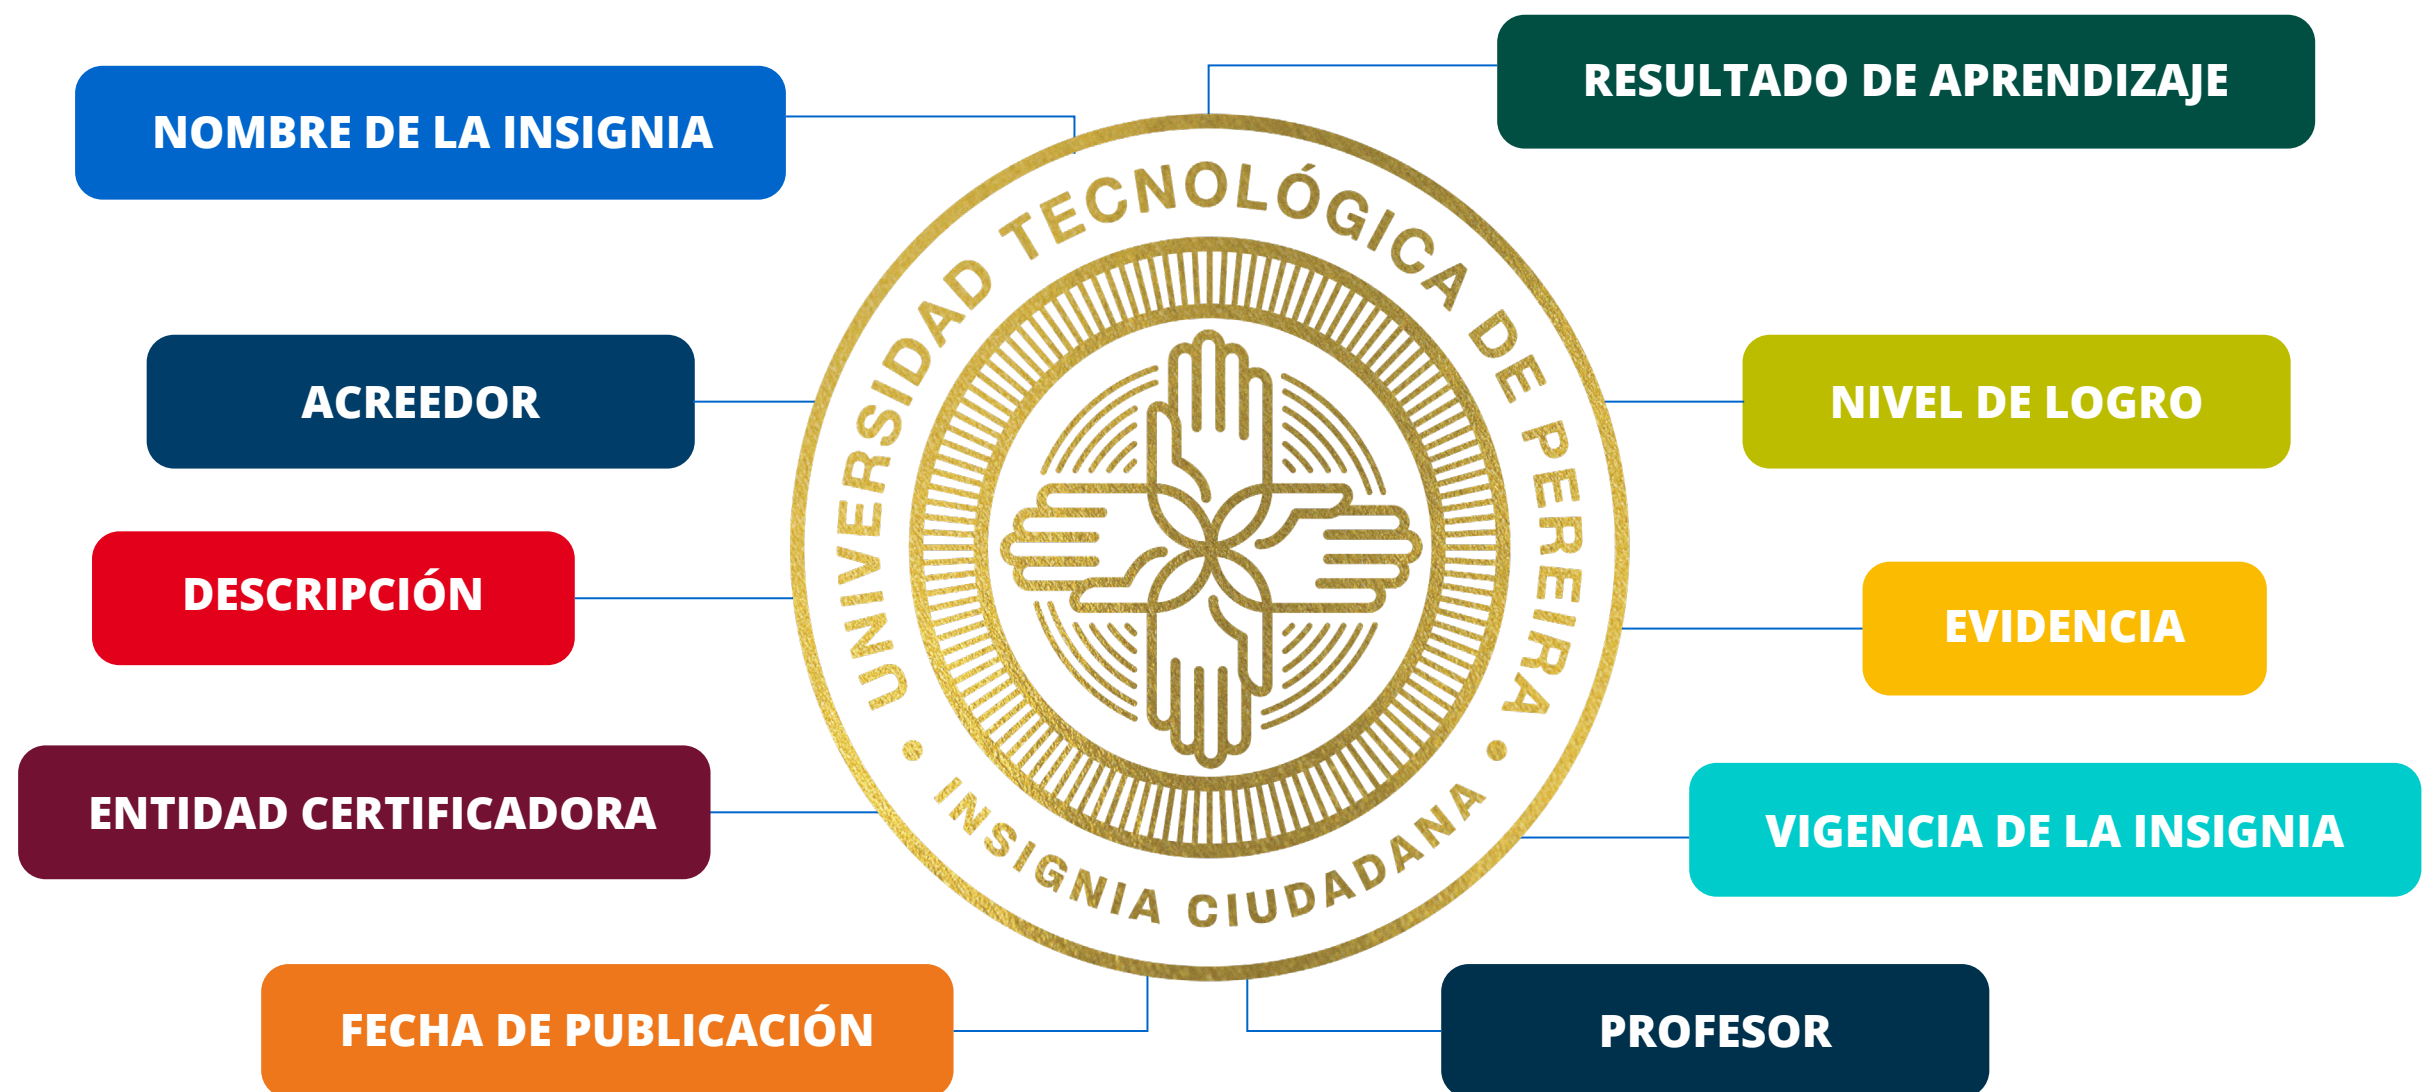 NOMBRE DE LA INSIGNIA
RESULTADO DE APRENDIZAJE
ACREEDOR
NIVEL DE LOGRO
DESCRIPCIÓN
EVIDENCIA
ENTIDAD CERTIFICADORA
VIGENCIA DE LA INSIGNIA
FECHA DE PUBLICACIÓN
PROFESOR
UNIVERSIDAD TECNOLÓGICA DE PEREIRA
• INSIGNIA CIUDADANA •